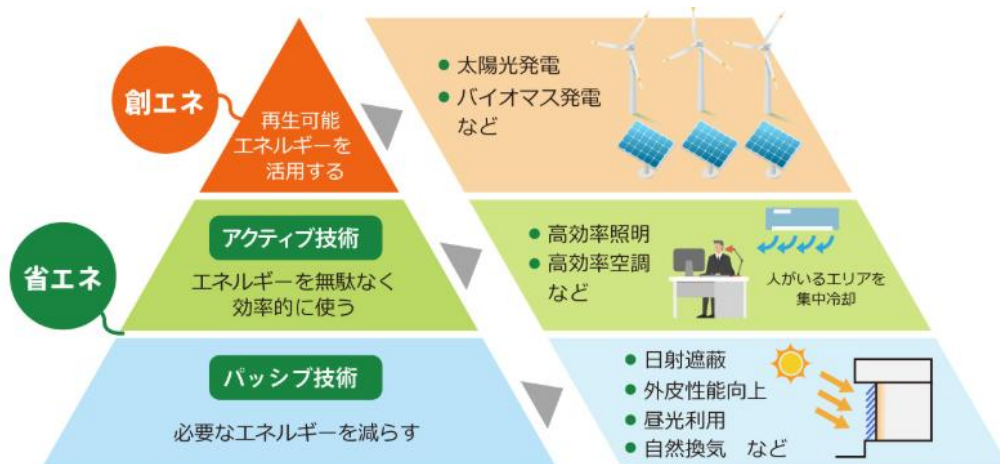 創エネ
再生可能
エネルギーを
活用する
● 太陽光発電
● バイオマス発電
など
省エネ
アクティブ技術
エネルギーを無駄なく
効率的に使う
● 高効率照明
● 高効率空調
など
人がいるエリアを
集中冷却
パッシブ技術
必要なエネルギーを減らす
● 日射遮蔽
● 外皮性能向上
● 昼光利用
● 自然換気 など